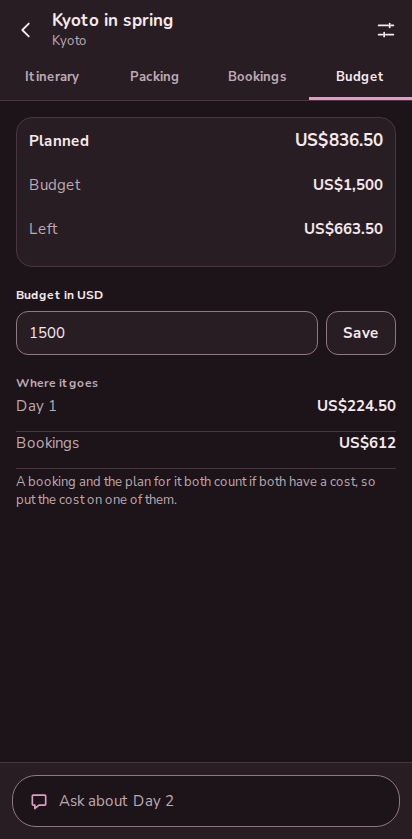 Kyoto in spring
Kyoto
Itinerary Packing Bookings Budget
Planned US$836.50
Budget US$1,500
Left US$663.50
Budget in USD
1500 Save
Where it goes
Day 1 US$224.50
Bookings US$612
A booking and the plan for it both count if both have a cost, so
put the cost on one of them.
Ask about Day 2